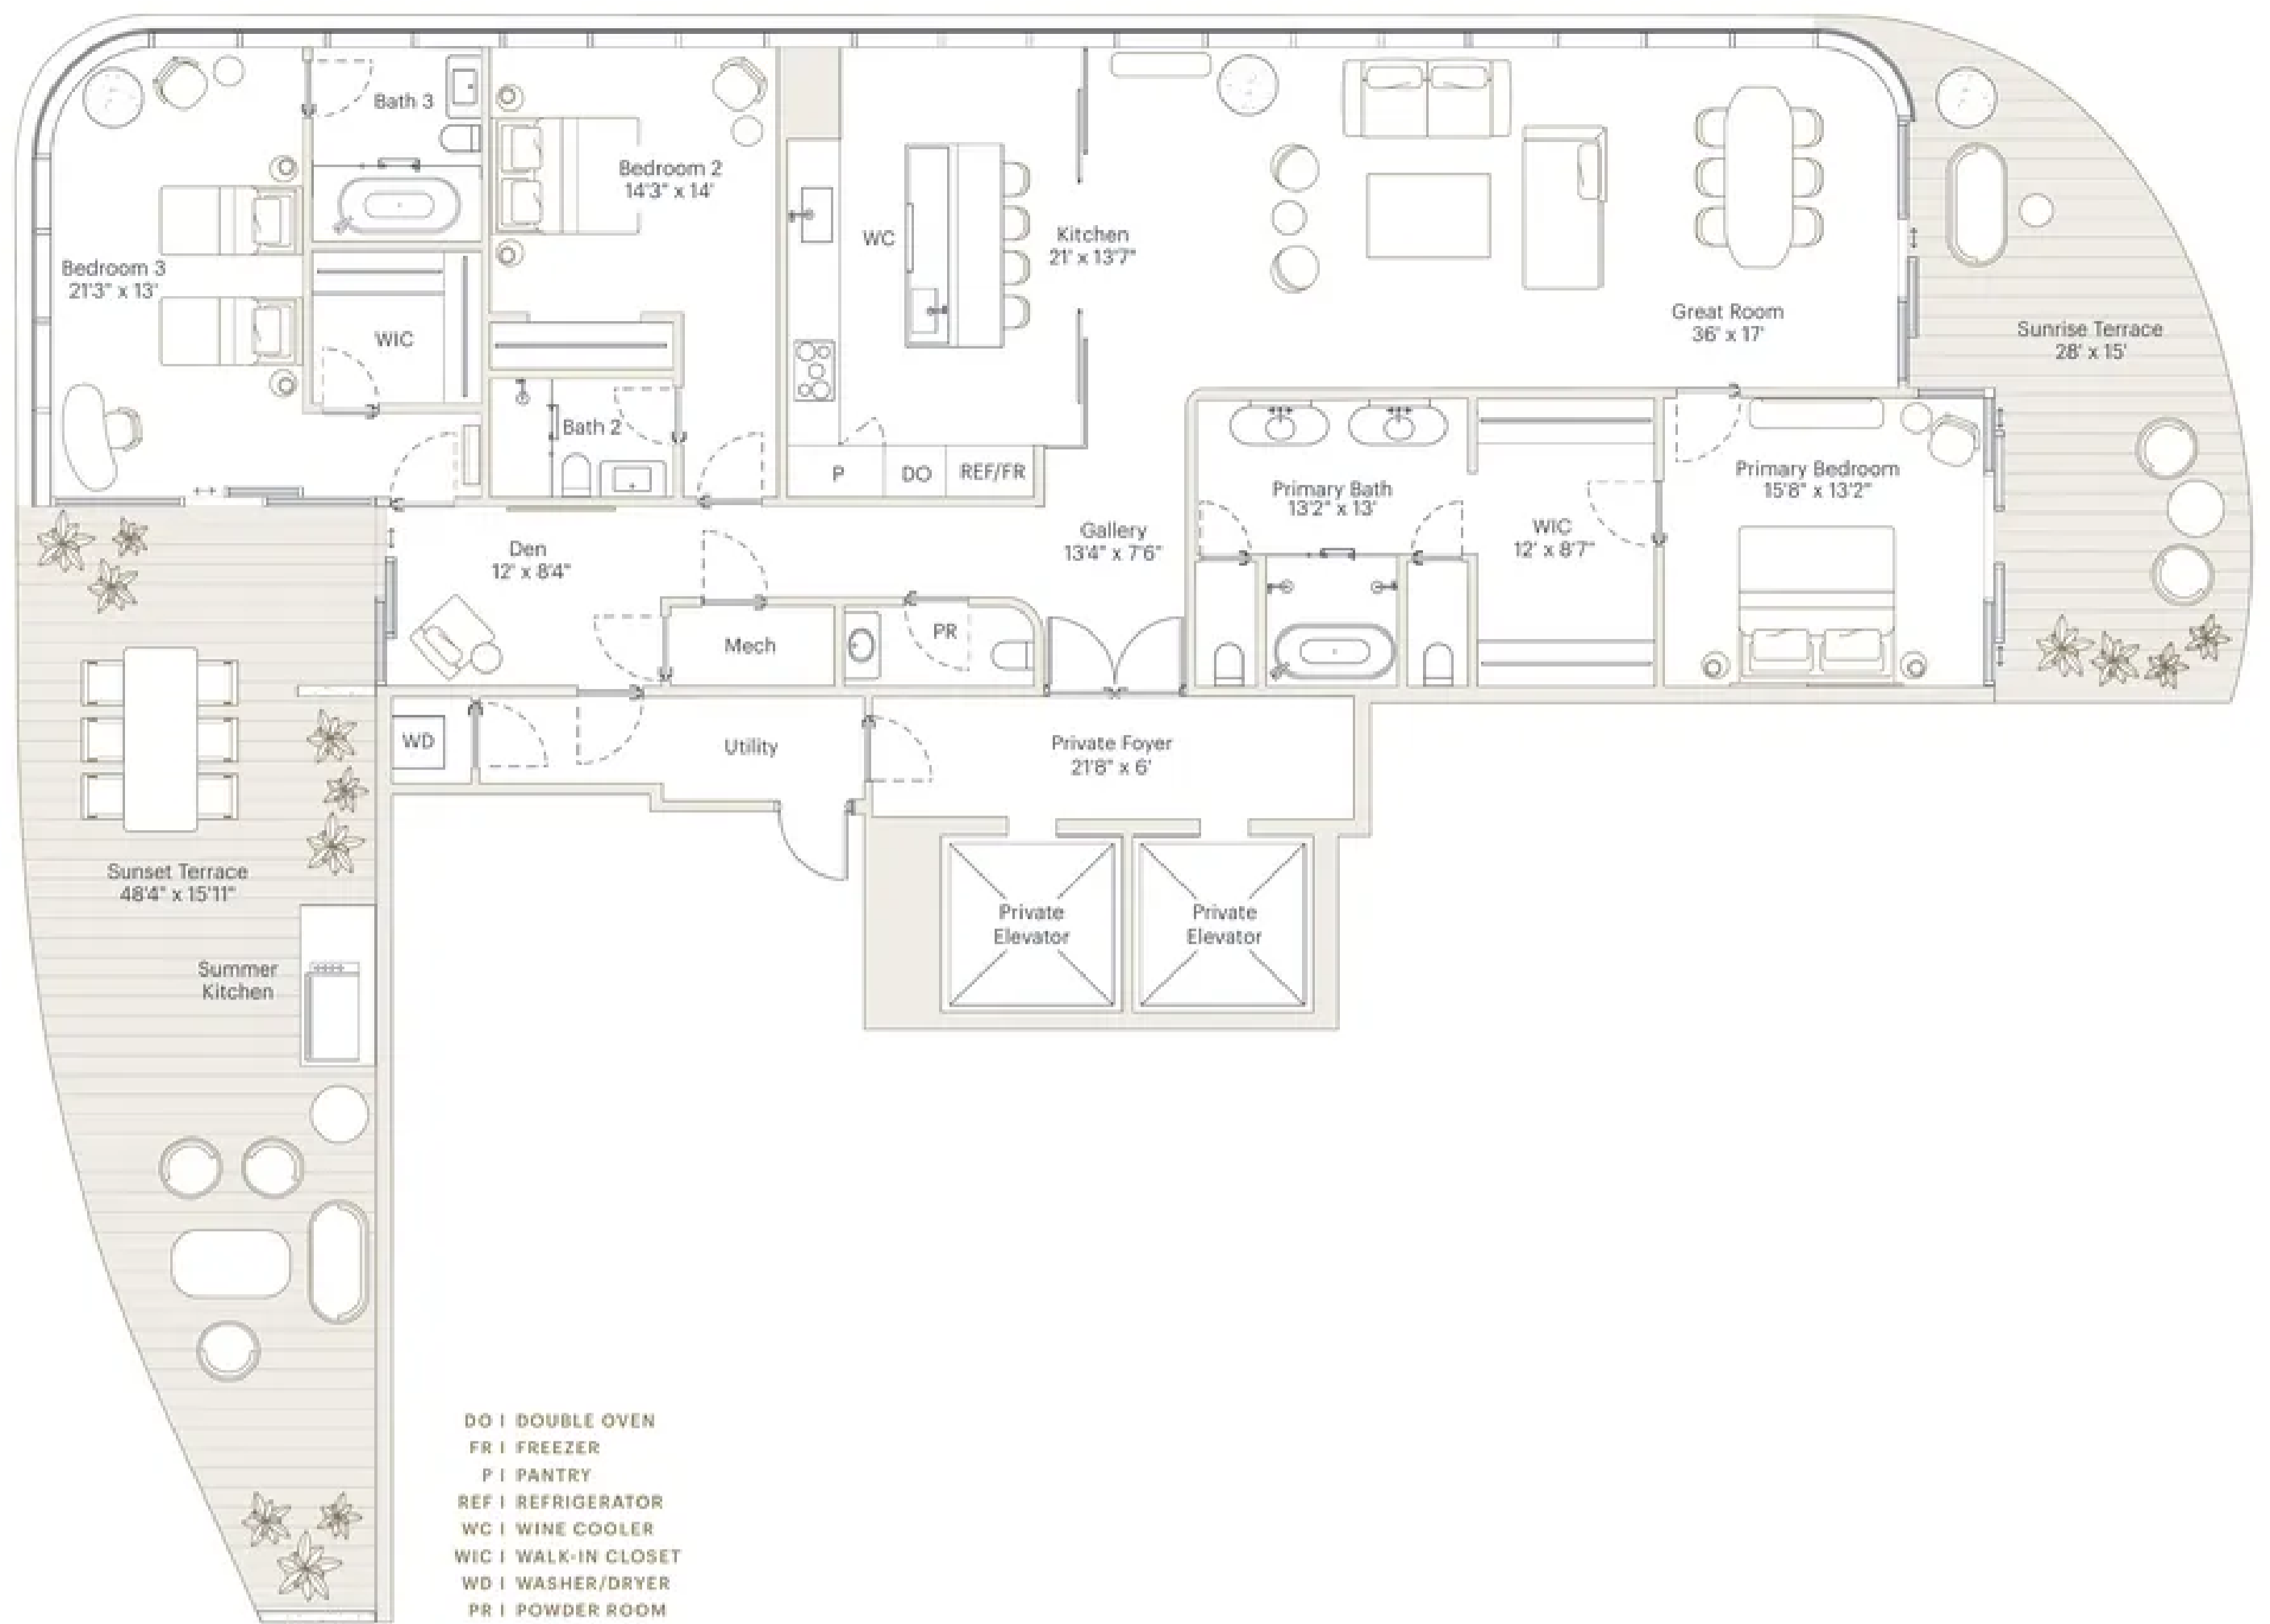 Bath 3
Bedroom 2
14'3" x 14'
Bedroom 3
21'3" x 13'
WIC
Bath 2
WC
Kitchen
21' x 13'7"
P
DO
REF/FR
Great Room
36' x 17'
Sunrise Terrace
28' x 15'
Primary Bath
13'2" x 13'
WIC
12' x 8'7"
Primary Bedroom
15'8" x 13'2"
Den
12' x 8'4"
Gallery
13'4" x 7'6"
Mech
PR
WD
Utility
Private Foyer
21'8" x 6'
Sunset Terrace
48'4" x 15'11"
Private
Elevator
Private
Elevator
Summer
Kitchen
DO | DOUBLE OVEN
FR | FREEZER
P | PANTRY
REF | REFRIGERATOR
WC | WINE COOLER
WIC | WALK-IN CLOSET
WD | WASHER/DRYER
PR | POWDER ROOM